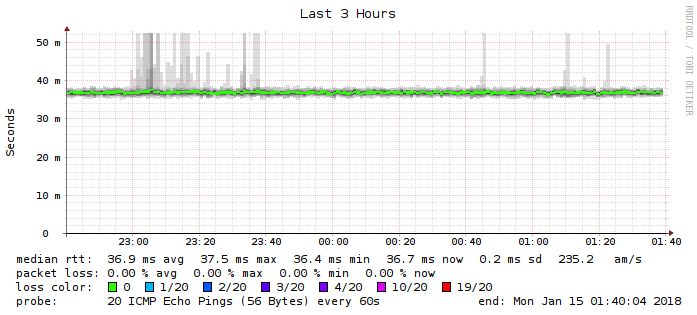 Last 3 Hours
RRDTOOL / TOBI OETIKER
Seconds
50 m
40 m
30 m
20 m
10 m
0
23:00 23:20 23:40 00:00 00:20 00:40 01:00 01:20 01:40
median rtt: 36.9 ms avg 37.5 ms max 36.4 ms min 36.7 ms now 0.2 ms sd 235.2 am/s
packet loss: 0.00 % avg 0.00 % max 0.00 % min 0.00 % now
loss color: 0 1/20 2/20 3/20 4/20 10/20 19/20
probe: 20 ICMP Echo Pings (56 Bytes) every 60s end: Mon Jan 15 01:40:04 2018